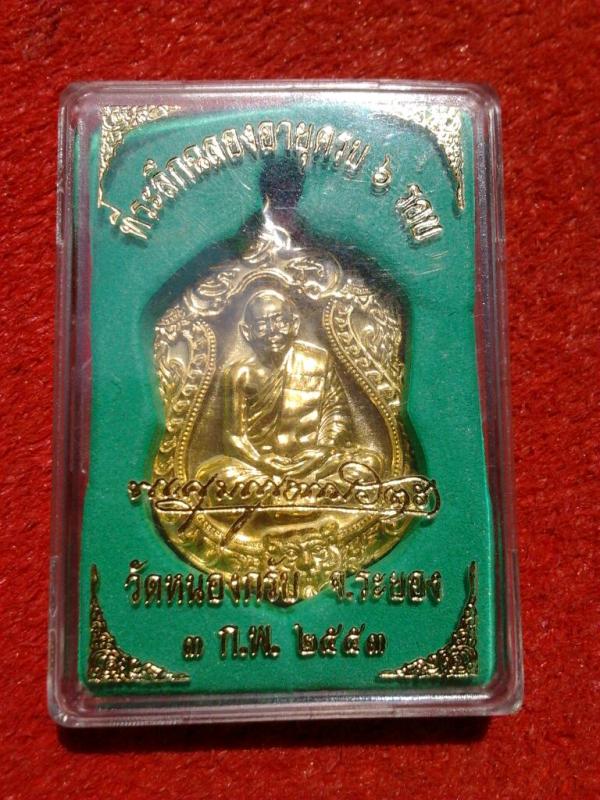 ที่ระลึกฉลองอายุครบ ๖ รอบ
วัดหนองกรับ จ.ระยอง
๓ ก.พ. ๒๕๕๓